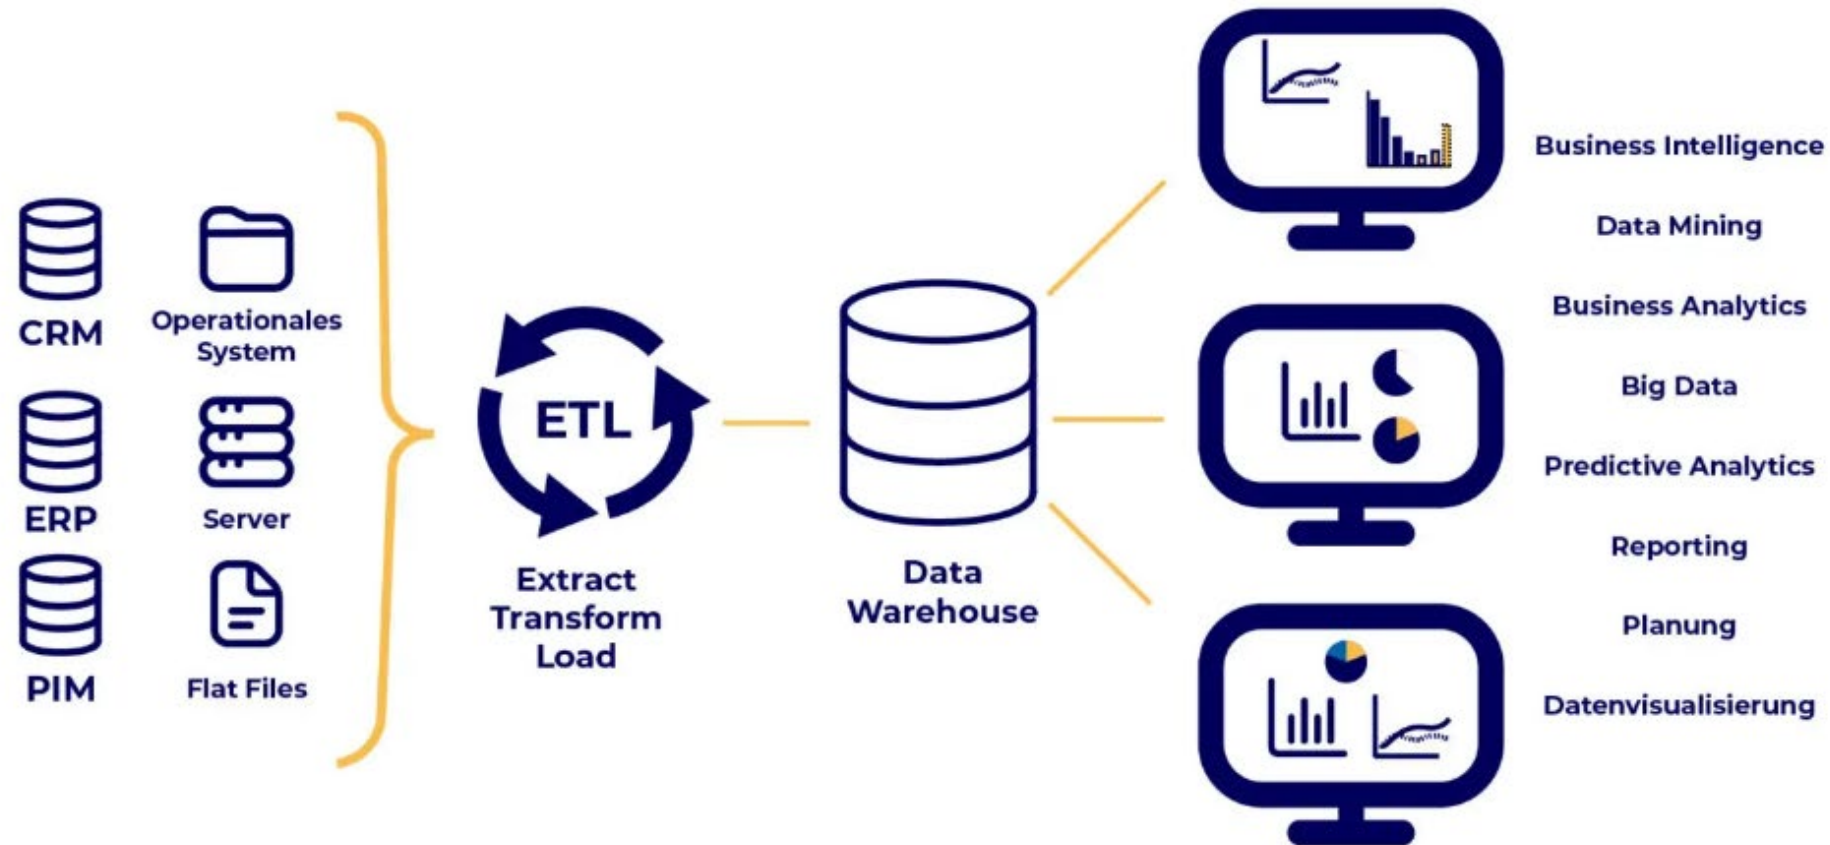 CRM
Operationales
System
ERP
Server
PIM
Flat Files
ETL
Extract
Transform
Load
Data
Warehouse
Business Intelligence
Data Mining
Business Analytics
Big Data
Predictive Analytics
Reporting
Planung
Datenvisualisierung